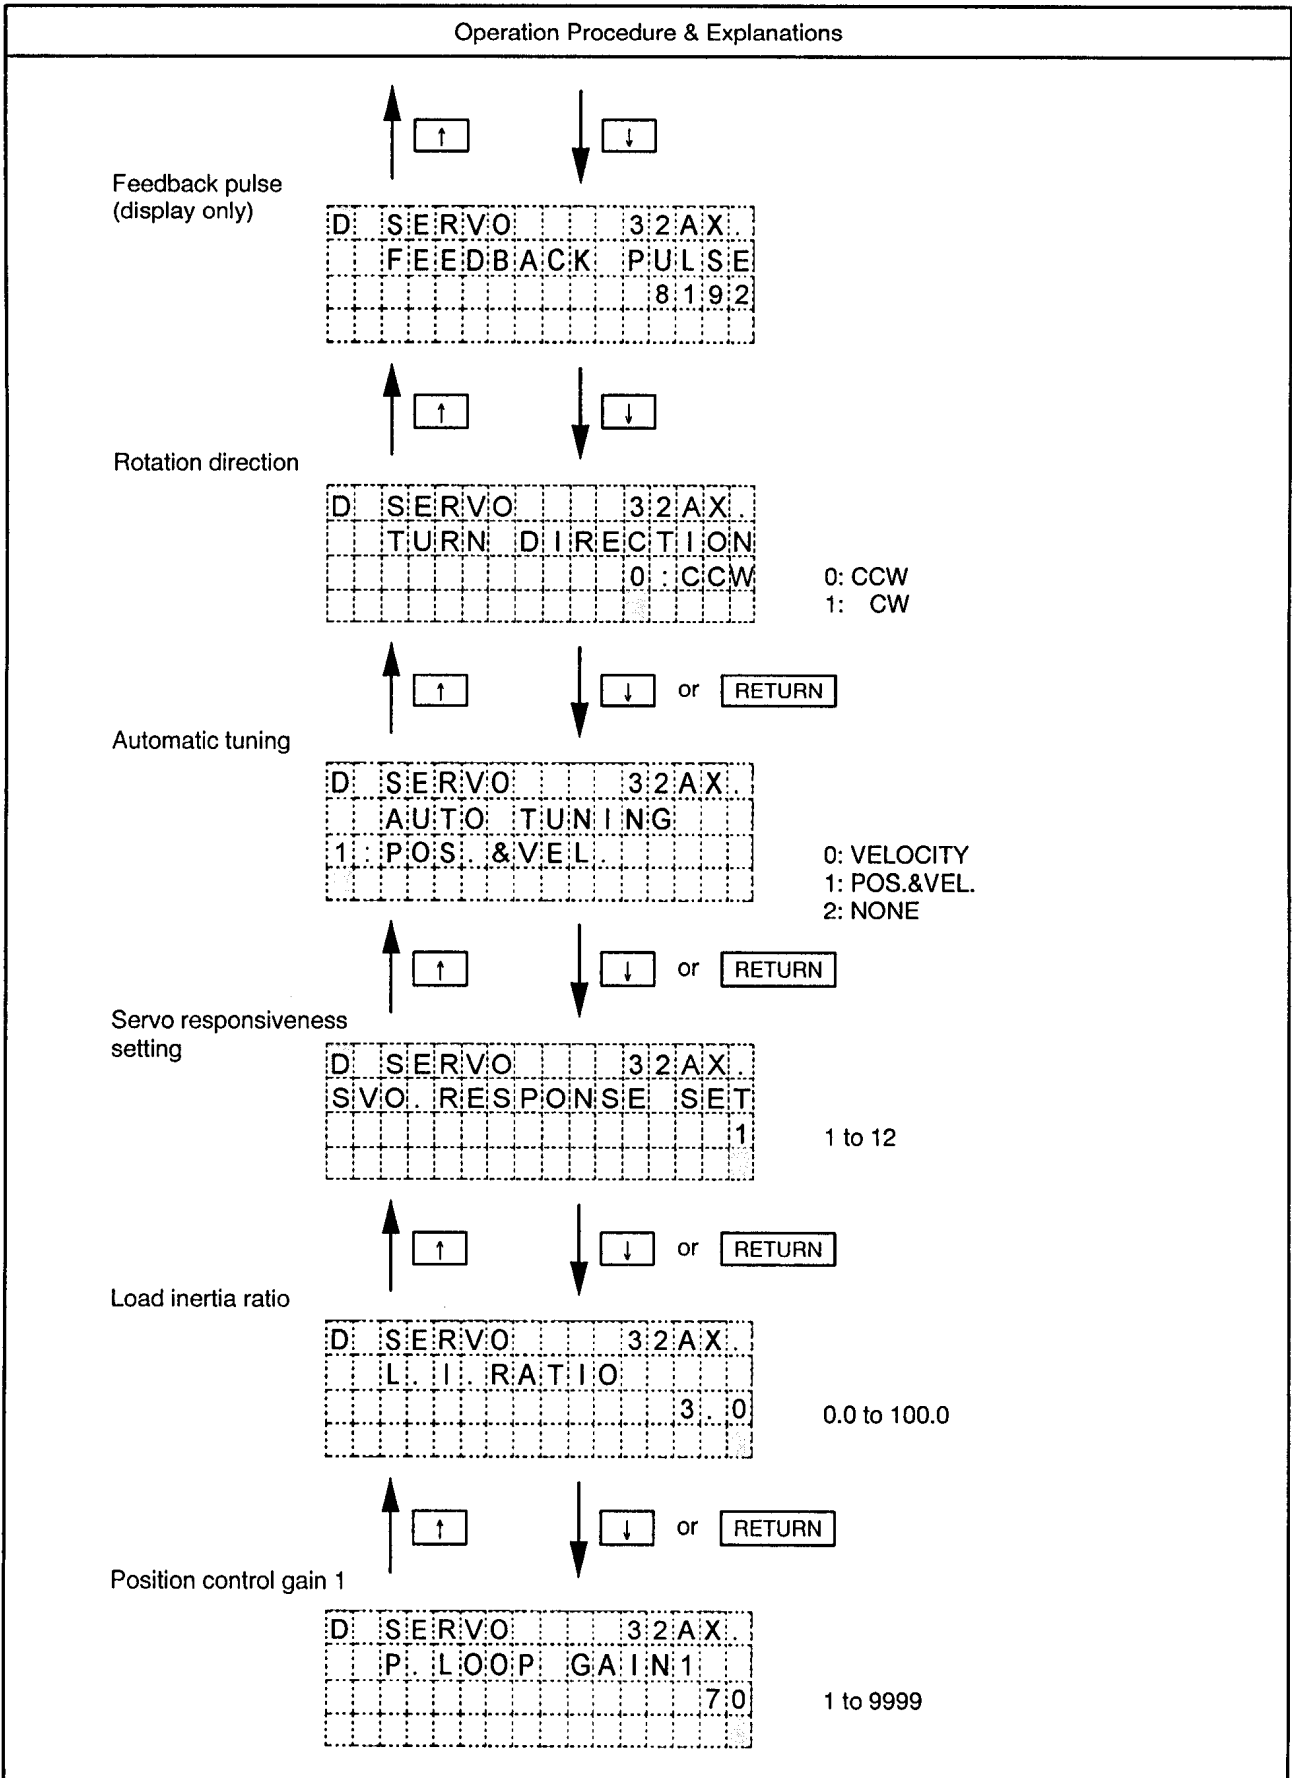 Operation Procedure & Explanations
↑ ↓
Feedback pulse
(display only)
D SERVO 32AX.
FEEDBACK PULSE
8192
↑ ↓
Rotation direction
D SERVO 32AX.
TURN DIRECTION
0:CCW
0: CCW
1: CW
↑ ↓ or RETURN
Automatic tuning
D SERVO 32AX.
AUTO TUNING
1:POS.&VEL.
0: VELOCITY
1: POS.&VEL.
2: NONE
↑ ↓ or RETURN
Servo responsiveness
setting
D SERVO 32AX.
SVO. RESPONSE SET
1
1 to 12
↑ ↓ or RETURN
Load inertia ratio
D SERVO 32AX.
L.I.RATIO
3.0
0.0 to 100.0
↑ ↓ or RETURN
Position control gain 1
D SERVO 32AX.
P.LOOP GAIN1
70
1 to 9999